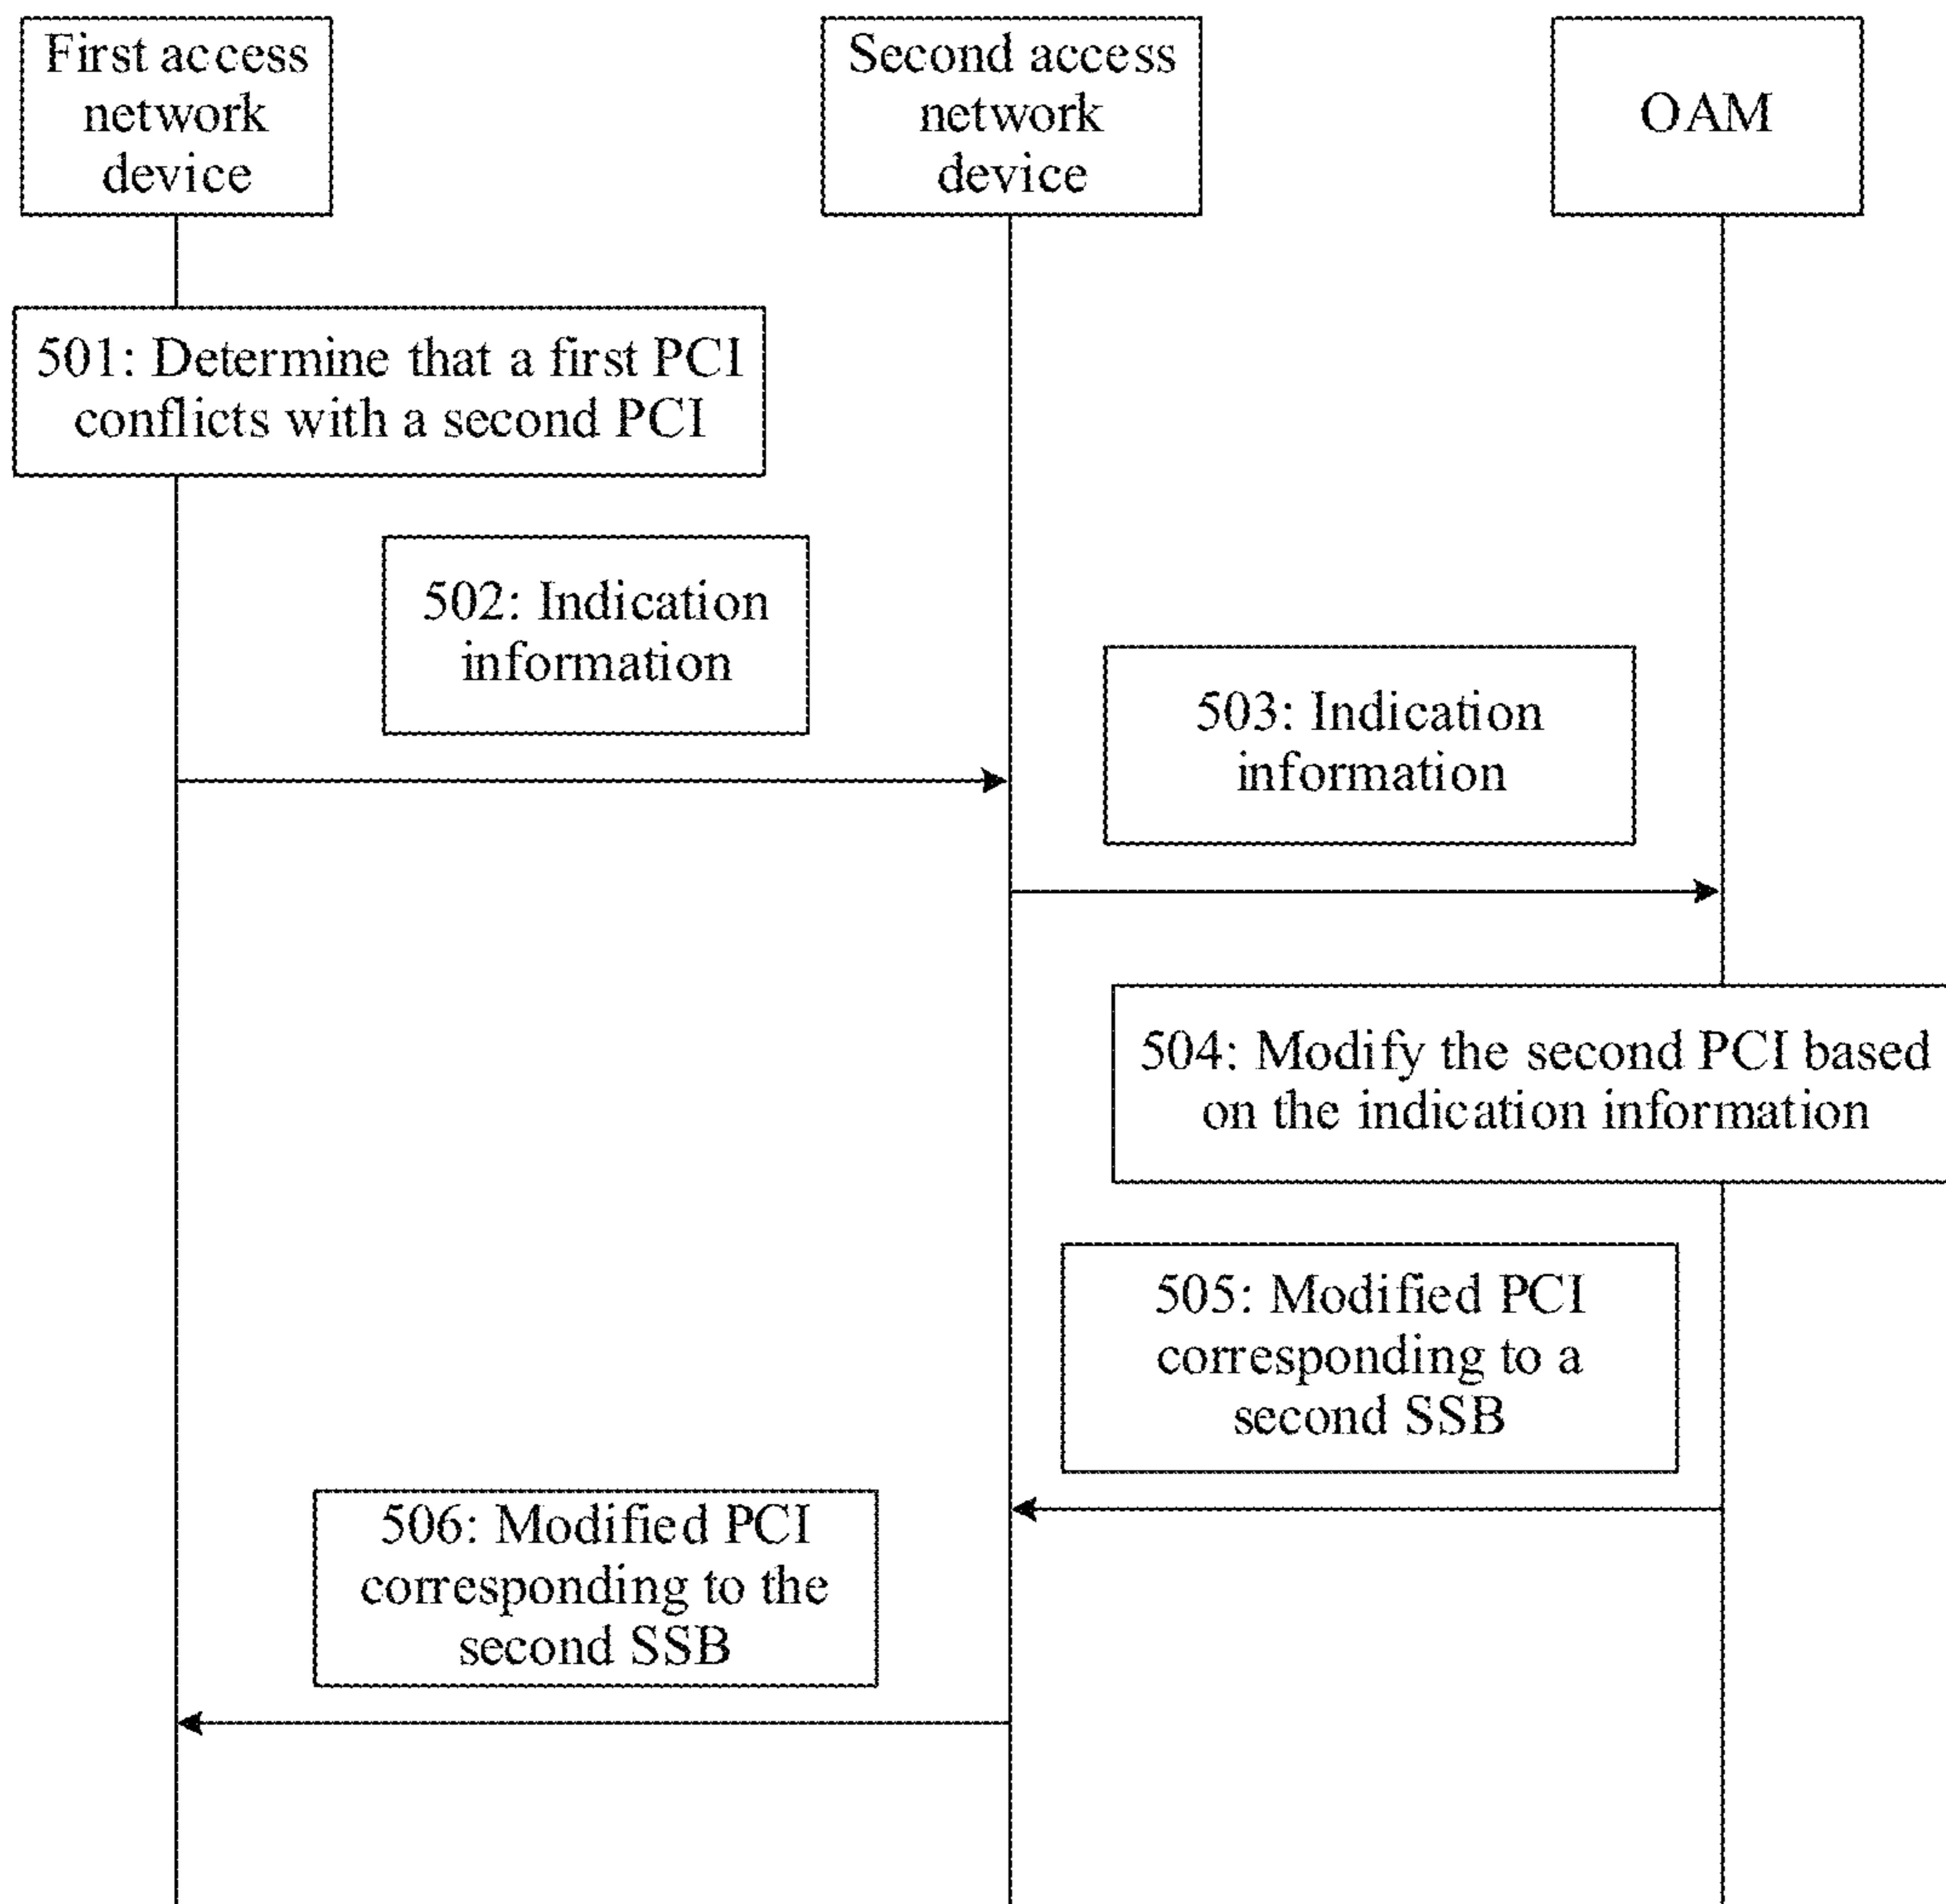 First access
network
device
Second access
network
device
OAM
501: Determine that a first PCI
conflicts with a second PCI
502: Indication
information
503: Indication
information
504: Modify the second PCI based
on the indication information
505: Modified PCI
corresponding to a
second SSB
506: Modified PCI
corresponding to the
second SSB